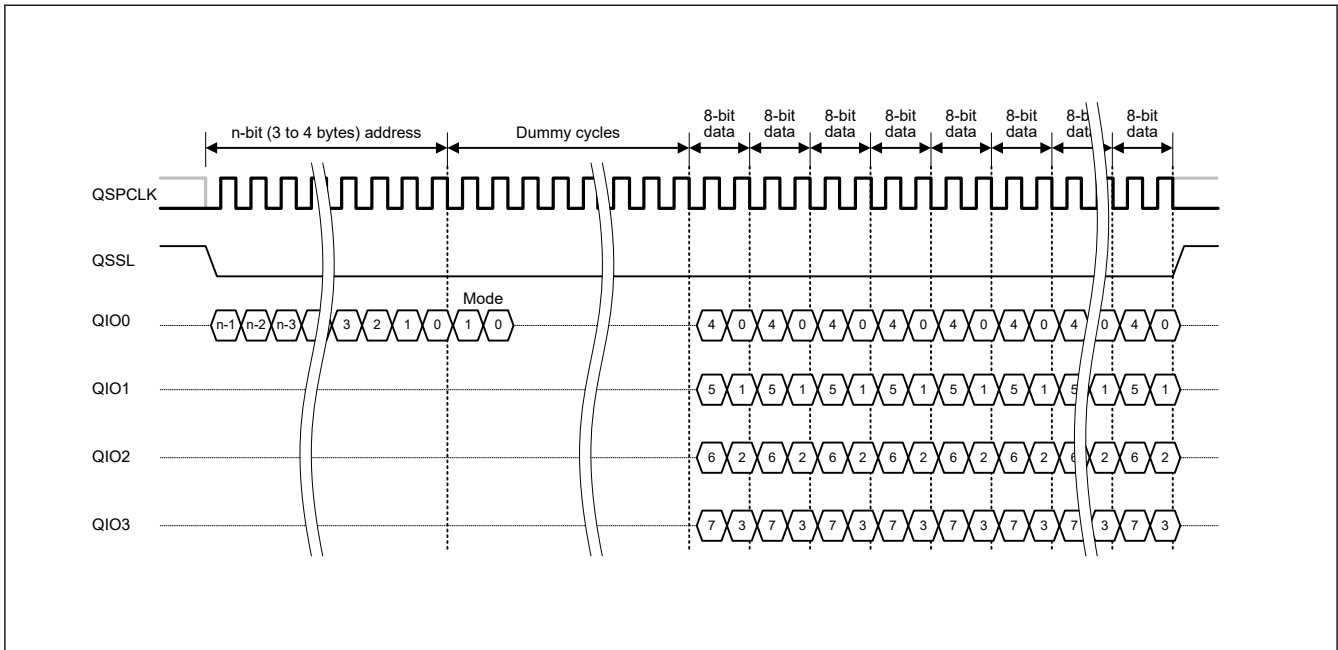 8-bit 8-bit 8-bit 8-bit 8-bit 8-bit 8-bit 8-bit
n-bit (3 to 4 bytes) address Dummy cycles data data data data data data data data
QSPCLK
QSSL
Mode
QIO0 n-1 n-2 n-3 3 2 1 0 1 0 4 0 4 0 4 0 4 0 4 0 4 0 4 0 4 0
QIO1 5 1 5 1 5 1 5 1 5 1 5 1 5 1 5 1
QIO2 6 2 6 2 6 2 6 2 6 2 6 2 6 2 6 2
QIO3 7 3 7 3 7 3 7 3 7 3 7 3 7 3 7 3